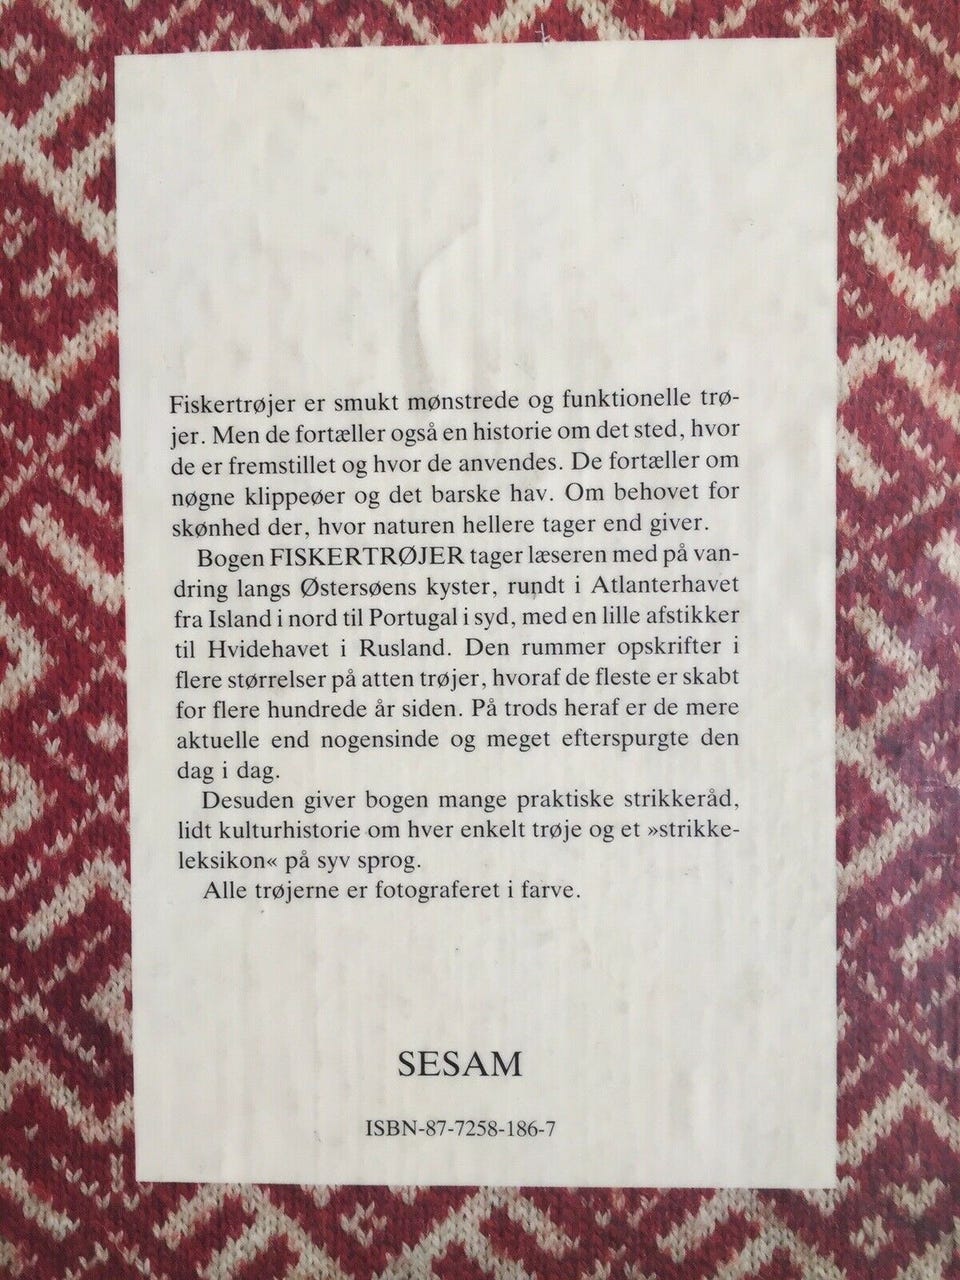 Fiskertrøjer er smukt mønstrede og funktionelle trø-
jer. Men de fortæller også en historie om det sted, hvor
de er fremstillet og hvor de anvendes. De fortæller om
nøgne klippeøer og det barske hav. Om behovet for
skønhed der, hvor naturen hellere tager end giver.
Bogen FISKERTRØJER tager læseren med på van-
dring langs Østersøens kyster, rundt i Atlanterhavet
fra Island i nord til Portugal i syd, med en lille afstikker
til Hvidehavet i Rusland. Den rummer opskrifter i
flere størrelser på atten trøjer, hvoraf de fleste er skabt
for flere hundrede år siden. På trods heraf er de mere
aktuelle end nogensinde og meget efterspurgte den
dag i dag.
Desuden giver bogen mange praktiske strikkeråd,
lidt kulturhistorie om hver enkelt trøje og et »strikke-
leksikon« på syv sprog.
Alle trøjerne er fotograferet i farve.
SESAM
ISBN-87-7258-186-7